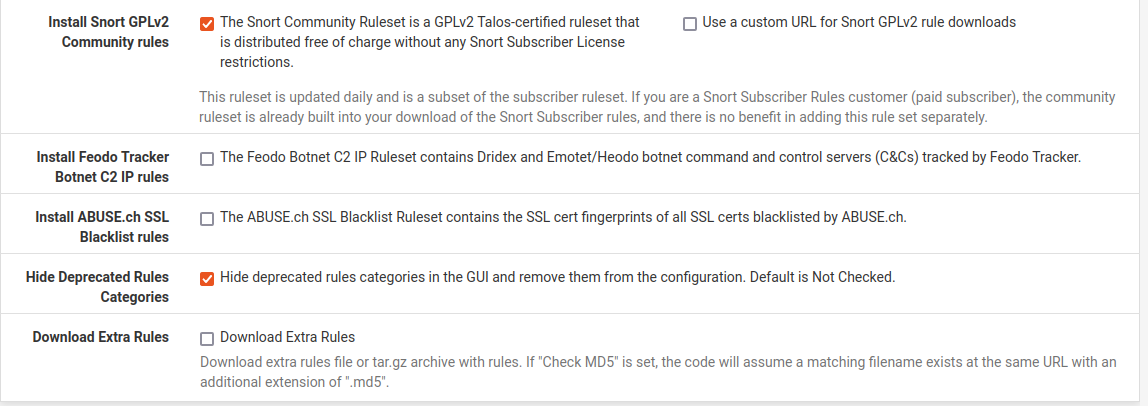 Install Snort GPLv2
Community rules
The Snort Community Ruleset is a GPLv2 Talos-certified ruleset that
is distributed free of charge without any Snort Subscriber License
restrictions.
Use a custom URL for Snort GPLv2 rule downloads
This ruleset is updated daily and is a subset of the subscriber ruleset. If you are a Snort Subscriber Rules customer (paid subscriber), the community
ruleset is already built into your download of the Snort Subscriber rules, and there is no benefit in adding this rule set separately.
Install Feodo Tracker
Botnet C2 IP rules
The Feodo Botnet C2 IP Ruleset contains Dridex and Emotet/Heodo botnet command and control servers (C&Cs) tracked by Feodo Tracker.
Install ABUSE.ch SSL
Blacklist rules
The ABUSE.ch SSL Blacklist Ruleset contains the SSL cert fingerprints of all SSL certs blacklisted by ABUSE.ch.
Hide Deprecated Rules
Categories
Hide deprecated rules categories in the GUI and remove them from the configuration. Default is Not Checked.
Download Extra Rules
Download Extra Rules
Download extra rules file or tar.gz archive with rules. If "Check MD5" is set, the code will assume a matching filename exists at the same URL with an
additional extension of ".md5".